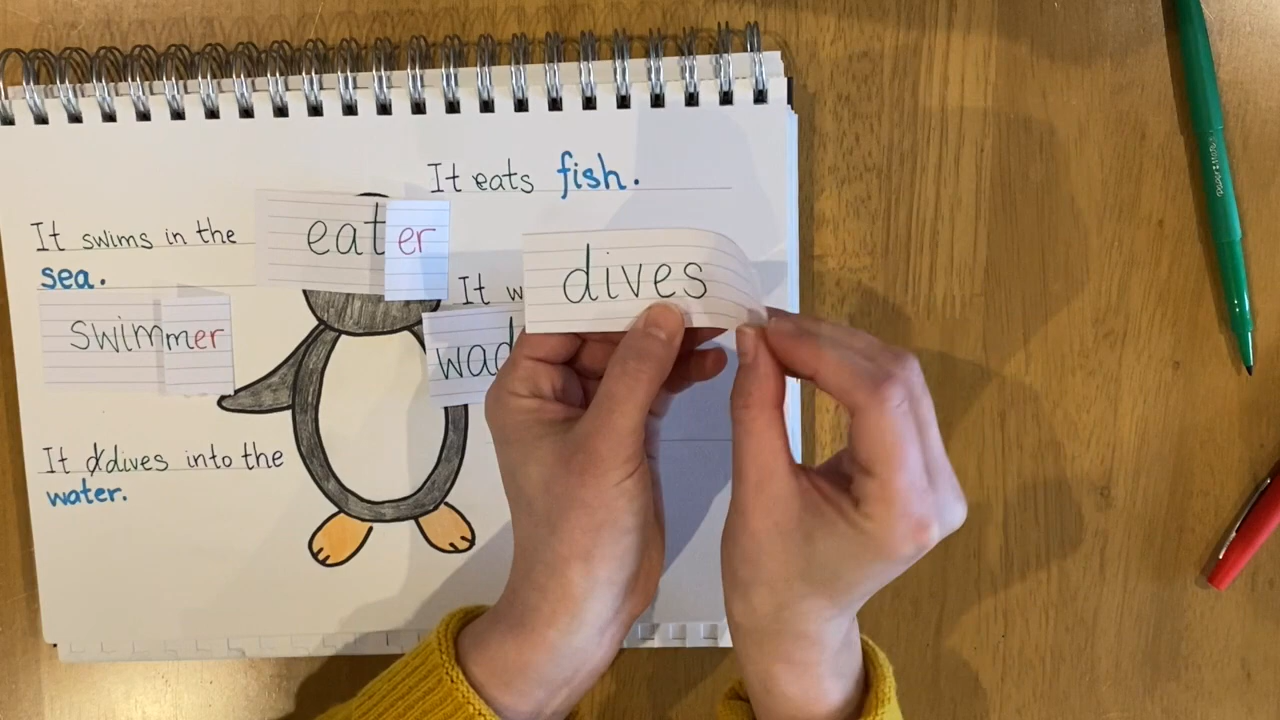 It eats fish.
It swims in the
sea.
eater
It
dives
swimmer
wad
It dives into the
water.